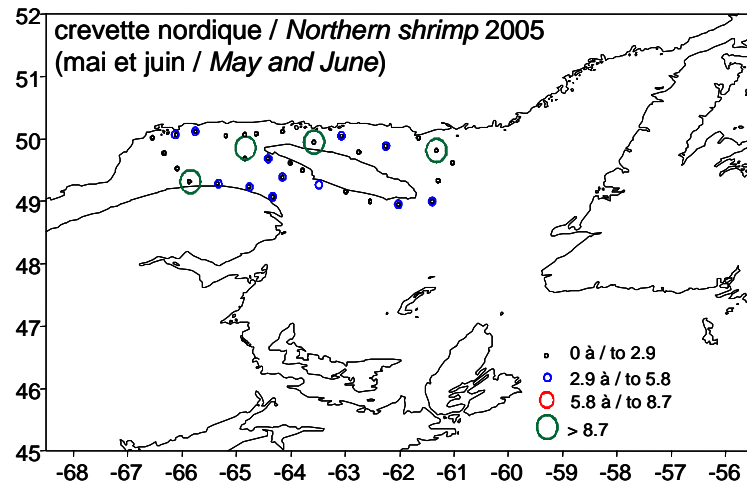 crevette nordique / Northern shrimp 2005
(mai et juin / May and June)
52
51
50
49
48
47
46
45
0 à / to 2.9
2.9 à / to 5.8
5.8 à / to 8.7
> 8.7
-68 -67 -66 -65 -64 -63 -62 -61 -60 -59 -58 -57 -56